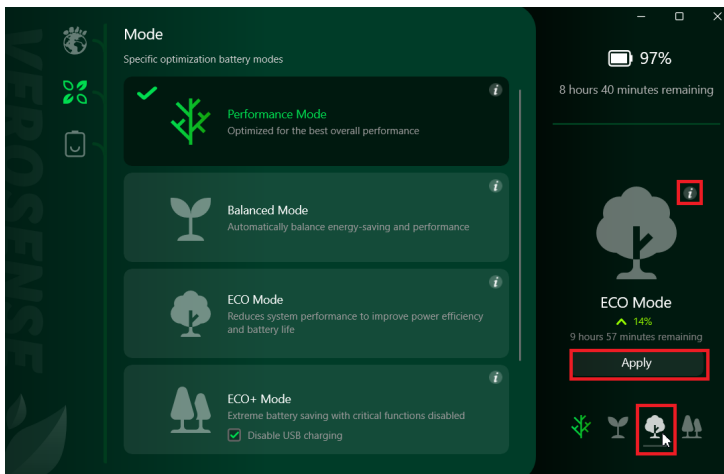 VEROSENSE
Mode
Specific optimization battery modes
Performance Mode
Optimized for the best overall performance
Balanced Mode
Automatically balance energy-saving and performance
ECO Mode
Reduces system performance to improve power efficiency
and battery life
ECO+ Mode
Extreme battery saving with critical functions disabled
Disable USB charging
97%
8 hours 40 minutes remaining
ECO Mode
14%
9 hours 57 minutes remaining
Apply